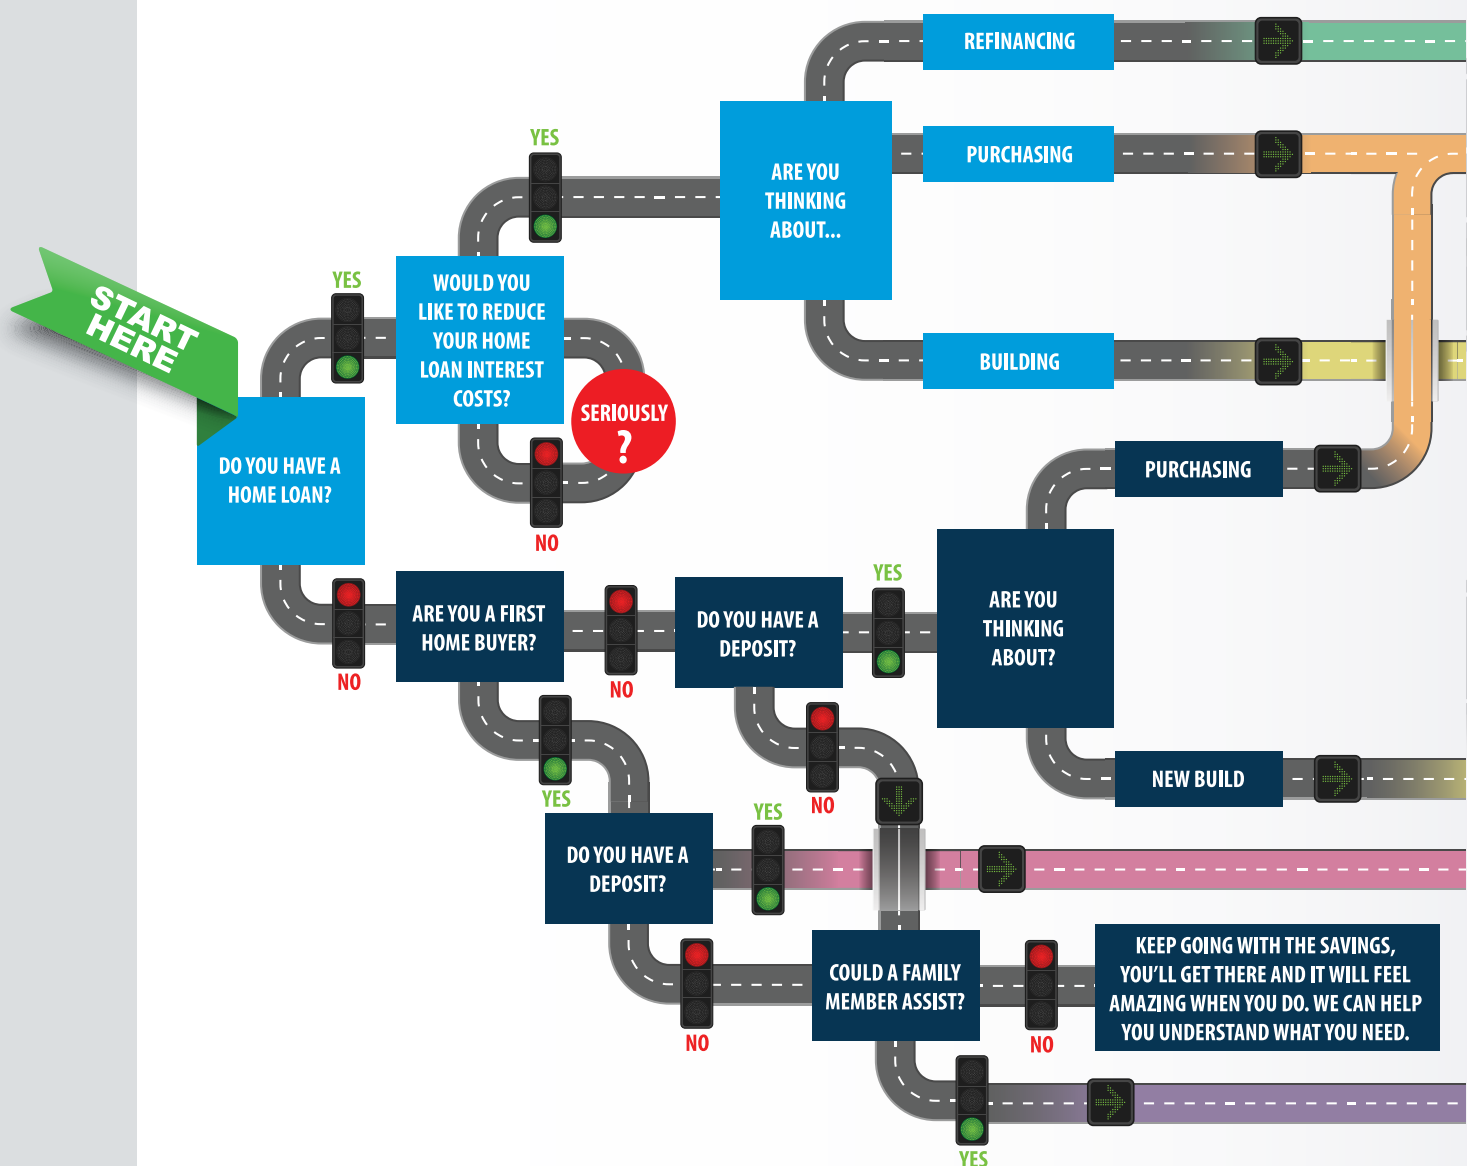 START
HERE
DO YOU HAVE A
HOME LOAN?
YES
WOULD YOU
LIKE TO REDUCE
YOUR HOME
LOAN INTEREST
COSTS?
YES
NO
SERIOUSLY
?
ARE YOU
THINKING
ABOUT...
REFINANCING
PURCHASING
BUILDING
NO
ARE YOU A FIRST
HOME BUYER?
NO
DO YOU HAVE A
DEPOSIT?
YES
ARE YOU
THINKING
ABOUT?
PURCHASING
NEW BUILD
NO
YES
DO YOU HAVE A
DEPOSIT?
YES
NO
COULD A FAMILY
MEMBER ASSIST?
NO
KEEP GOING WITH THE SAVINGS,
YOU'LL GET THERE AND IT WILL FEEL
AMAZING WHEN YOU DO. WE CAN HELP
YOU UNDERSTAND WHAT YOU NEED.
YES